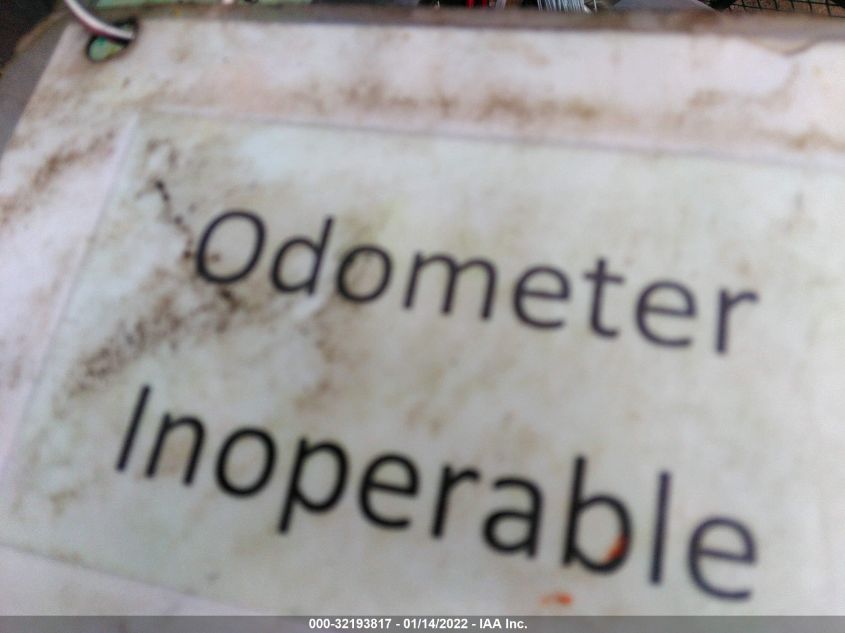 Odometer
Inoperable
000-32193817 - 01/14/2022 - IAA Inc.